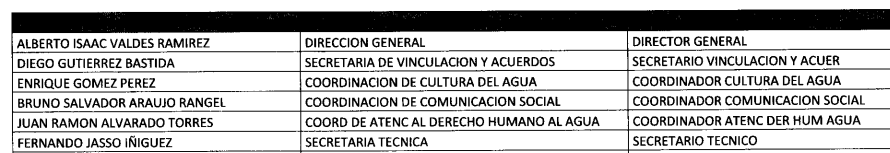 ALBERTO ISAAC VALDES RAMIREZ DIRECCION GENERAL DIRECTOR GENERAL
DIEGO GUTIERREZ BASTIDA SECRETARIA DE VINCULACION Y ACUERDOS SECRETARIO VINCULACION Y ACUER
ENRIQUE GOMEZ PEREZ COORDINACION DE CULTURA DEL AGUA COORDINADOR CULTURA DEL AGUA
BRUNO SALVADOR ARAUJO RANGEL COORDINACION DE COMUNICACION SOCIAL COORDINADOR COMUNICACION SOCIAL
JUAN RAMON ALVARADO TORRES COORD DE ATENC AL DERECHO HUMANO AL AGUA COORDINADOR ATENC DER HUM AGUA
FERNANDO JASSO IÑIGUEZ SECRETARIA TECNICA SECRETARIO TECNICO